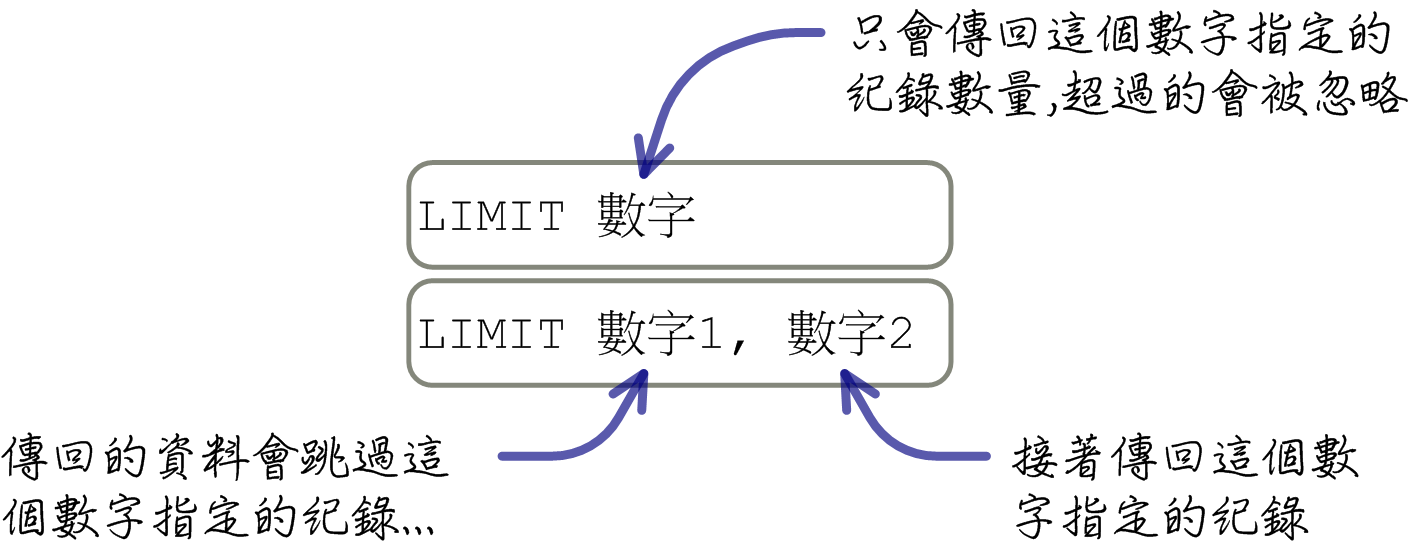 只會傳回這個數字指定的
纪錄數量,超過的會被忽略
LIMIT 數字
LIMIT 數字1, 數字2
傳回的資料會跳過這
個數字指定的纪錄...
接著傳回這個數
字指定的纪錄